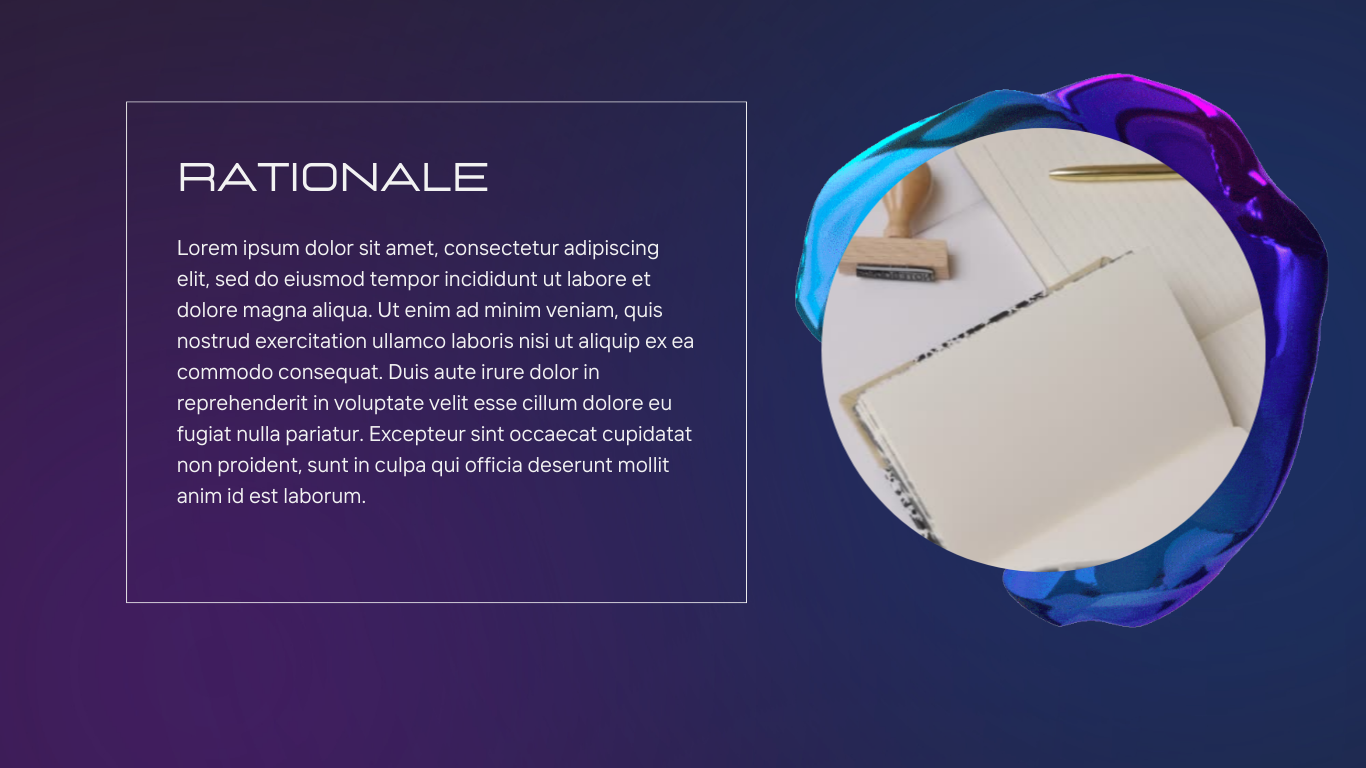 RATIONALE
Lorem ipsum dolor sit amet, consectetur adipiscing
elit, sed do eiusmod tempor incididunt ut labore et
dolore magna aliqua. Ut enim ad minim veniam, quis
nostrud exercitation ullamco laboris nisi ut aliquip ex ea
commodo consequat. Duis aute irure dolor in
reprehenderit in voluptate velit esse cillum dolore eu
fugiat nulla pariatur. Excepteur sint occaecat cupidatat
non proident, sunt in culpa qui officia deserunt mollit
anim id est laborum.